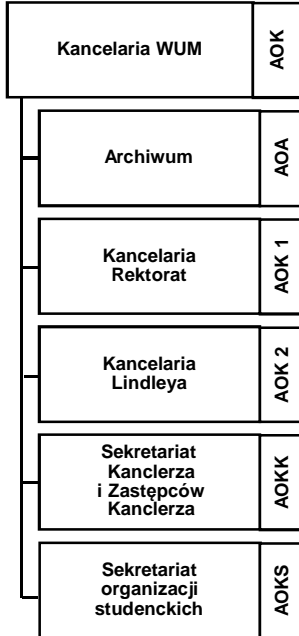 Kancelaria WUM
AOK
Archiwum
AOA
Kancelaria
Rektorat
AOK 1
Kancelaria
Lindleya
AOK 2
Sekretariat
Kanclerza
i Zastępców
Kanclerza
AOKK
Sekretariat
organizacji
studenckich
AOKS